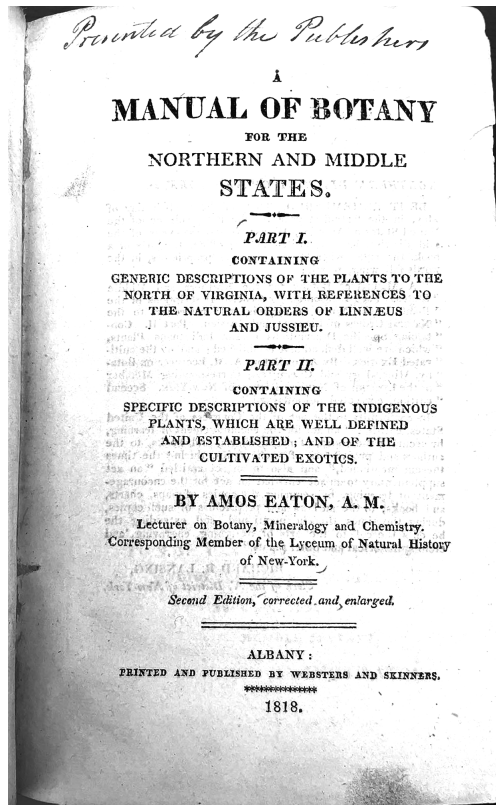 Presented by the Publishers
A
MANUAL OF BOTANY
FOR THE
NORTHERN AND MIDDLE
STATES.
PART I.
CONTAINING
GENERIC DESCRIPTIONS OF THE PLANTS TO THE
NORTH OF VIRGINIA, WITH REFERENCES TO
THE NATURAL ORDERS OF LINNÆUS
AND JUSSIEU.
PART II.
CONTAINING
SPECIFIC DESCRIPTIONS OF THE INDIGENOUS
PLANTS, WHICH ARE WELL DEFINED
AND ESTABLISHED; AND OF THE
CULTIVATED EXOTICS.
BY AMOS EATON, A. M.
Lecturer on Botany, Mineralogy and Chemistry.
Corresponding Member of the Lyceum of Natural History
of New-York.
Second Edition, corrected and enlarged.
ALBANY:
PRINTED AND PUBLISHED BY WEBSTERS AND SKINNERS.
**************
1818.